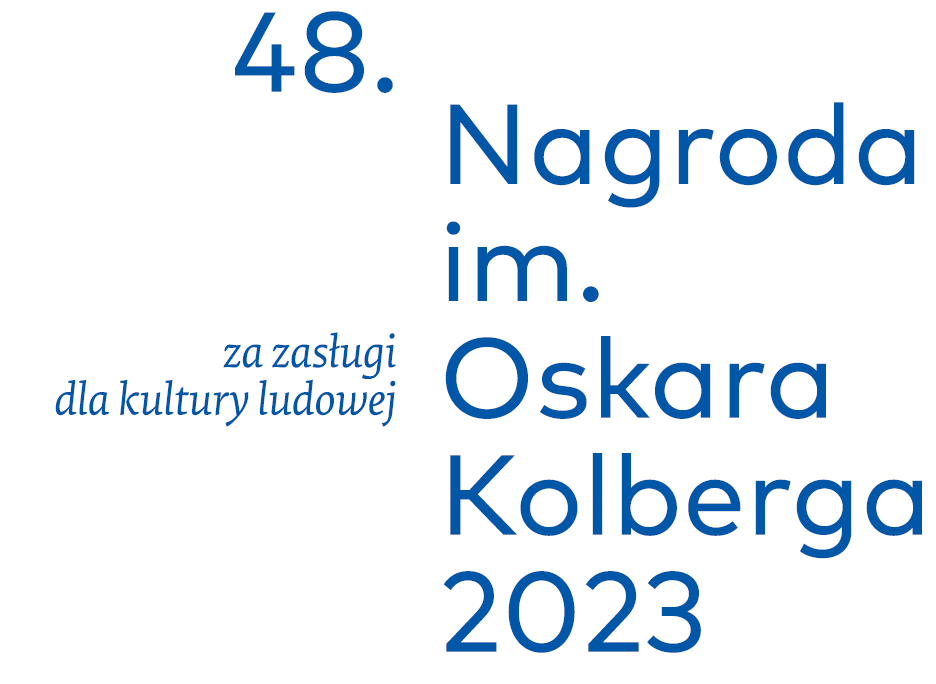 48.
Nagroda
im.
za zasługi
Oskara
dla kultury ludowej
Kolberga
2023